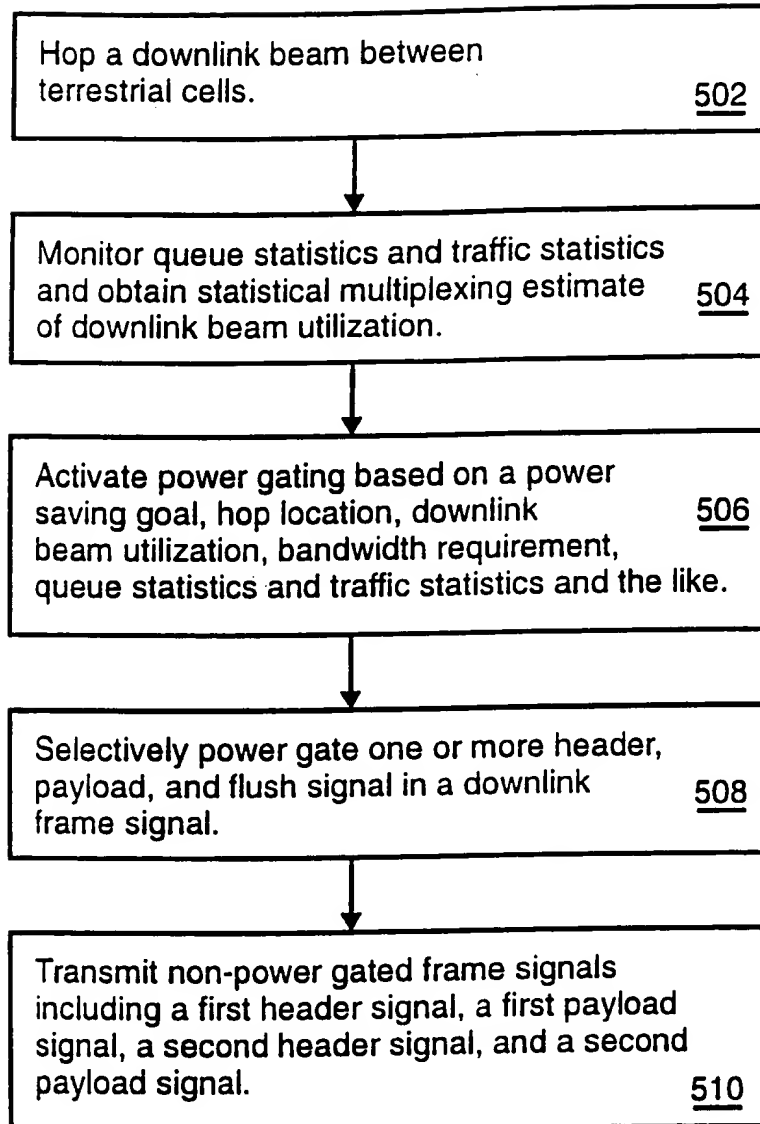 Hop a downlink beam between
terrestrial cells.
502
Monitor queue statistics and traffic statistics
and obtain statistical multiplexing estimate
of downlink beam utilization.
504
Activate power gating based on a power
saving goal, hop location, downlink
beam utilization, bandwidth requirement,
queue statistics and traffic statistics and the like.
506
Selectively power gate one or more header,
payload, and flush signal in a downlink
frame signal.
508
Transmit non-power gated frame signals
including a first header signal, a first payload
signal, a second header signal, and a second
payload signal.
510